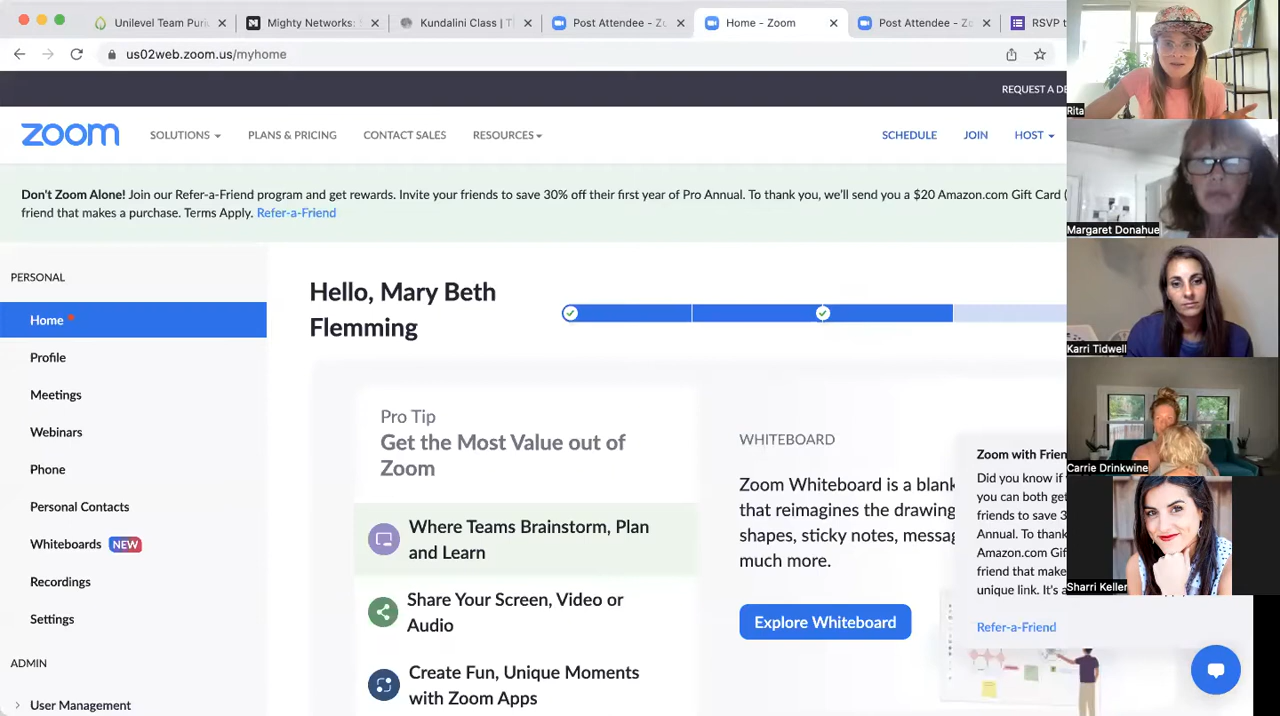 Unilevel Team Puri
Mighty Networks:
Kundalini Class | T
Post Attendee - Zo
Home - Zoom
Post Attendee - Zo
RSVP t
us02web.zoom.us/myhome
REQUEST A DE
zoom
SOLUTIONS
PLANS & PRICING
CONTACT SALES
RESOURCES
SCHEDULE
JOIN
HOST
Don't Zoom Alone! Join our Refer-a-Friend program and get rewards. Invite your friends to save 30% off their first year of Pro Annual. To thank you, we'll send you a $20 Amazon.com Gift Card (
friend that makes a purchase. Terms Apply. Refer-a-Friend
PERSONAL
Home
Profile
Meetings
Webinars
Phone
Personal Contacts
Whiteboards NEW
Recordings
Settings
ADMIN
User Management
Hello, Mary Beth
Flemming
Pro Tip
Get the Most Value out of
Zoom
Where Teams Brainstorm, Plan
and Learn
Share Your Screen, Video or
Audio
Create Fun, Unique Moments
with Zoom Apps
WHITEBOARD
Zoom Whiteboard is a blank
that reimagines the drawing
shapes, sticky notes, messag
much more.
Explore Whiteboard
Zoom with Frien
Did you know if
you can both get
friends to save 3
Annual. To thank
Amazon.com Gif
friend that make
unique link. It's a
Refer-a-Friend
Rita
Margaret Donahue
Karri Tidwell
Carrie Drinkwine
Sharri Keller